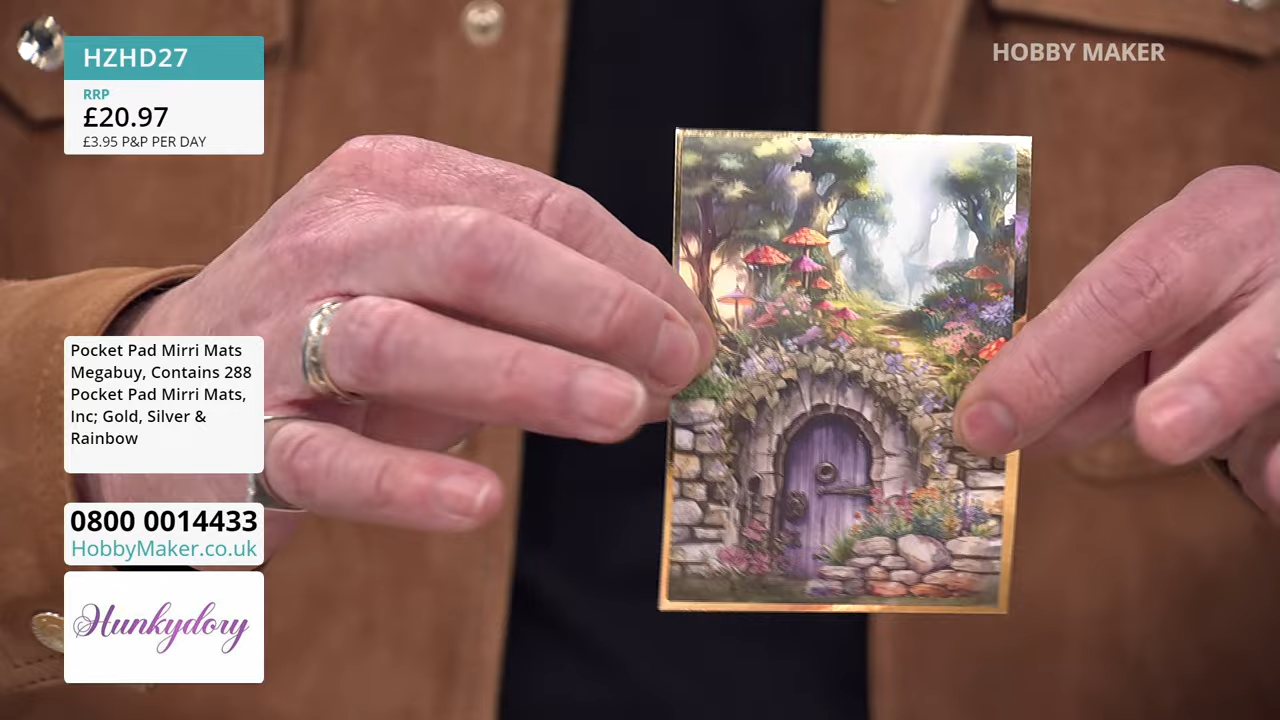 HZHD27
RRP
£20.97
£3.95 P&P PER DAY
HOBBY MAKER
Pocket Pad Mirri Mats
Megabuy, Contains 288
Pocket Pad Mirri Mats,
Inc; Gold, Silver &
Rainbow
0800 0014433
HobbyMaker.co.uk
Hunkydory